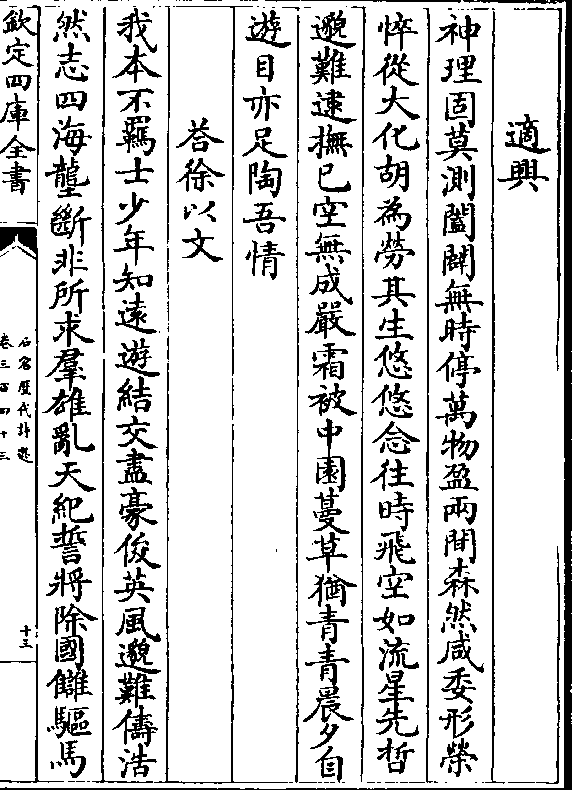 適興
神理固莫測闔闢無時停萬物盈兩間森然咸委形榮
悴從大化胡為勞其生悠悠念往時飛空如流星先哲
邈難逮撫已空無成嚴霜被中園蔓草猶青青晨夕自
遊目亦足陶吾情
荅徐以文
我本不羈士少年知遠遊結交盡豪俊英風邈難儔浩
然志四海壟斷非所求羣雄亂天紀誓將除國讎驅馬
欽定四庫全書
石倉歷代詩選
卷三百四十三
十三